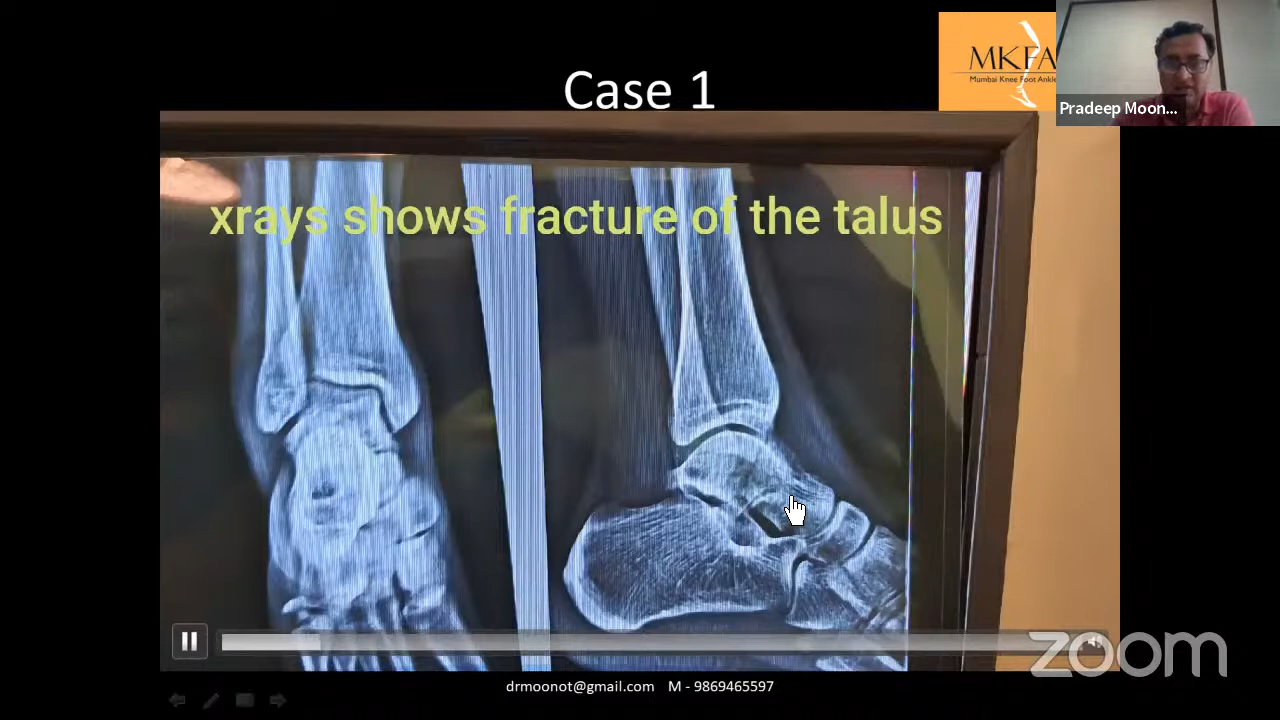 Case 1
MKFA
Mumbai Knee Foot Ankle
Pradeep Moon...
xrays shows fracture of the talus
zoom
drmoonot@gmail.com M - 9869465597